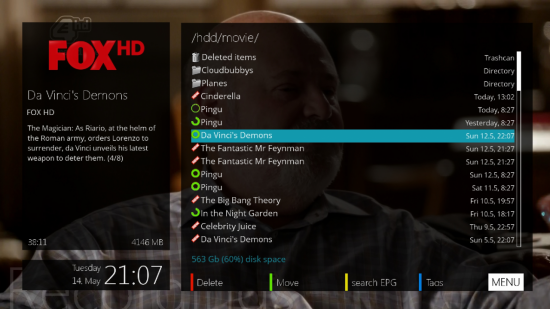 FOX HD
Da Vinci's Demons
FOX HD
The Magician: As Riario, at the helm of
the Roman army, orders Lorenzo to
surrender, da Vinci unveils his latest
weapon to deter them. (4/8)
38:11 4146 MB
Tuesday
14. May
21:07
/hdd/movie/
Deleted items Trashcan
Cloudbubbys Directory
Planes Directory
Cinderella Today, 13:02
Pingu Today, 8:27
Pingu Yesterday, 8:27
Da Vinci's Demons Sun 12.5, 22:07
The Fantastic Mr Feynman Sun 12.5, 21:27
The Fantastic Mr Feynman Sun 12.5, 21:27
Pingu Sun 12.5, 8:27
Pingu Sat 11.5, 8:27
The Big Bang Theory Fri 10.5, 19:57
In the Night Garden Fri 10.5, 18:17
Celebrity Juice Thu 9.5, 22:57
Da Vinci's Demons Sun 5.5, 22:07
563 Gb (60%) disk space
Delete Move search EPG Tags MENU